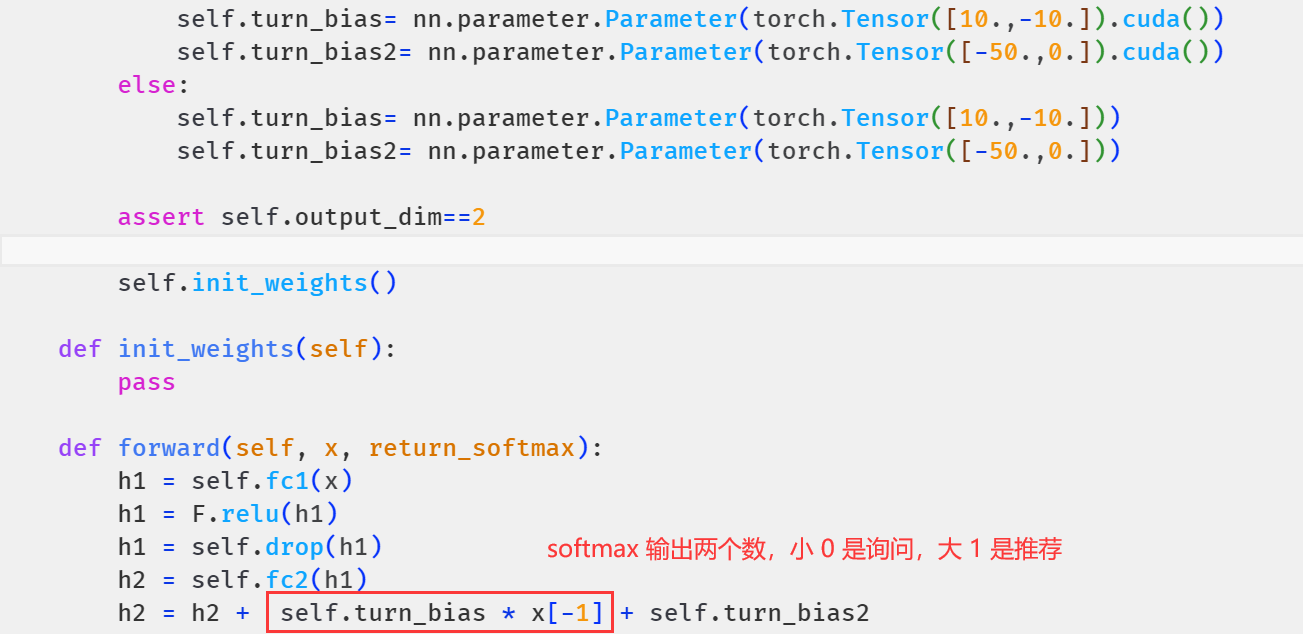 self.turn_bias= nn.parameter.Parameter(torch.Tensor([10.,-10.]).cuda())
self.turn_bias2= nn.parameter.Parameter(torch.Tensor([-50.,0.]).cuda())
else:
self.turn_bias= nn.parameter.Parameter(torch.Tensor([10.,-10.]))
self.turn_bias2= nn.parameter.Parameter(torch.Tensor([-50.,0.]))
assert self.output_dim==2
self.init_weights()
def init_weights(self):
pass
def forward(self, x, return_softmax):
h1 = self.fc1(x)
h1 = F.relu(h1)
h1 = self.drop(h1)
softmax 输出两个数，小 0 是询问，大 1 是推荐
h2 = self.fc2(h1)
h2 = h2 + self.turn_bias * x[-1] + self.turn_bias2